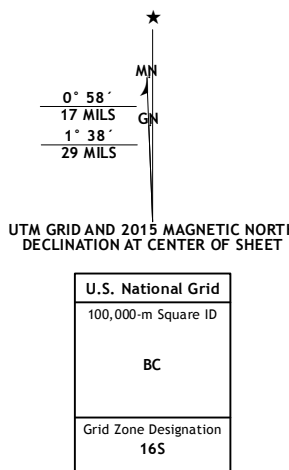 ★
MN
0° 58´
17 MILS
GN
1° 38´
29 MILS
UTM GRID AND 2015 MAGNETIC NORTH
DECLINATION AT CENTER OF SHEET
U.S. National Grid
100,000-m Square ID
BC
Grid Zone Designation
16S